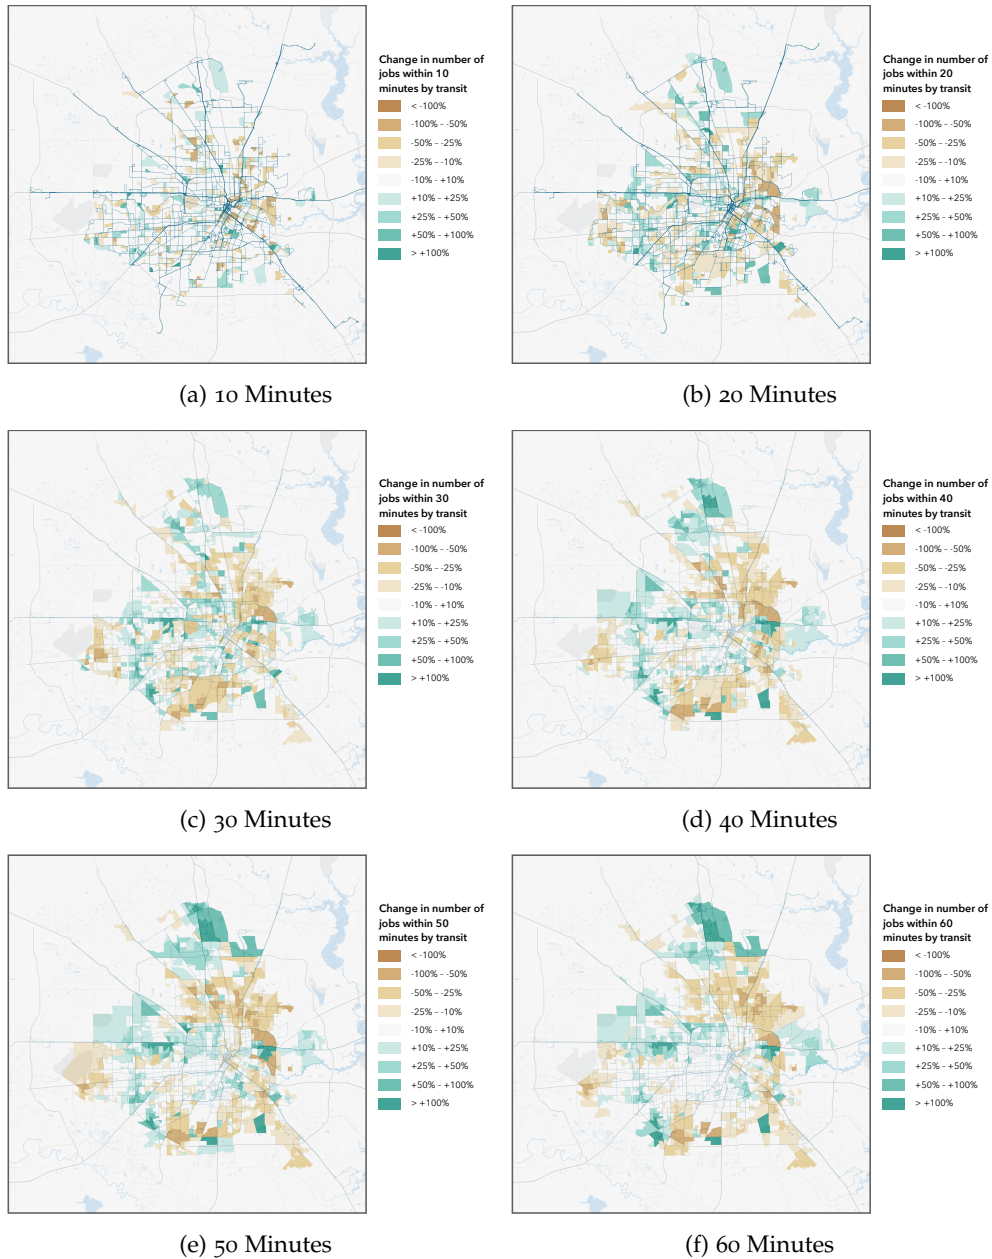 Change in number of
jobs within 10
minutes by transit
< -100%
-100% - -50%
-50% - -25%
-25% - -10%
-10% - +10%
+10% - +25%
+25% - +50%
+50% - +100%
> +100%
(a) 10 Minutes
Change in number of
jobs within 20
minutes by transit
< -100%
-100% - -50%
-50% - -25%
-25% - -10%
-10% - +10%
+10% - +25%
+25% - +50%
+50% - +100%
> +100%
(b) 20 Minutes
Change in number of
jobs within 30
minutes by transit
< -100%
-100% - -50%
-50% - -25%
-25% - -10%
-10% - +10%
+10% - +25%
+25% - +50%
+50% - +100%
> +100%
(c) 30 Minutes
Change in number of
jobs within 40
minutes by transit
< -100%
-100% - -50%
-50% - -25%
-25% - -10%
-10% - +10%
+10% - +25%
+25% - +50%
+50% - +100%
> +100%
(d) 40 Minutes
Change in number of
jobs within 50
minutes by transit
< -100%
-100% - -50%
-50% - -25%
-25% - -10%
-10% - +10%
+10% - +25%
+25% - +50%
+50% - +100%
> +100%
(e) 50 Minutes
Change in number of
jobs within 60
minutes by transit
< -100%
-100% - -50%
-50% - -25%
-25% - -10%
-10% - +10%
+10% - +25%
+25% - +50%
+50% - +100%
> +100%
(f) 60 Minutes